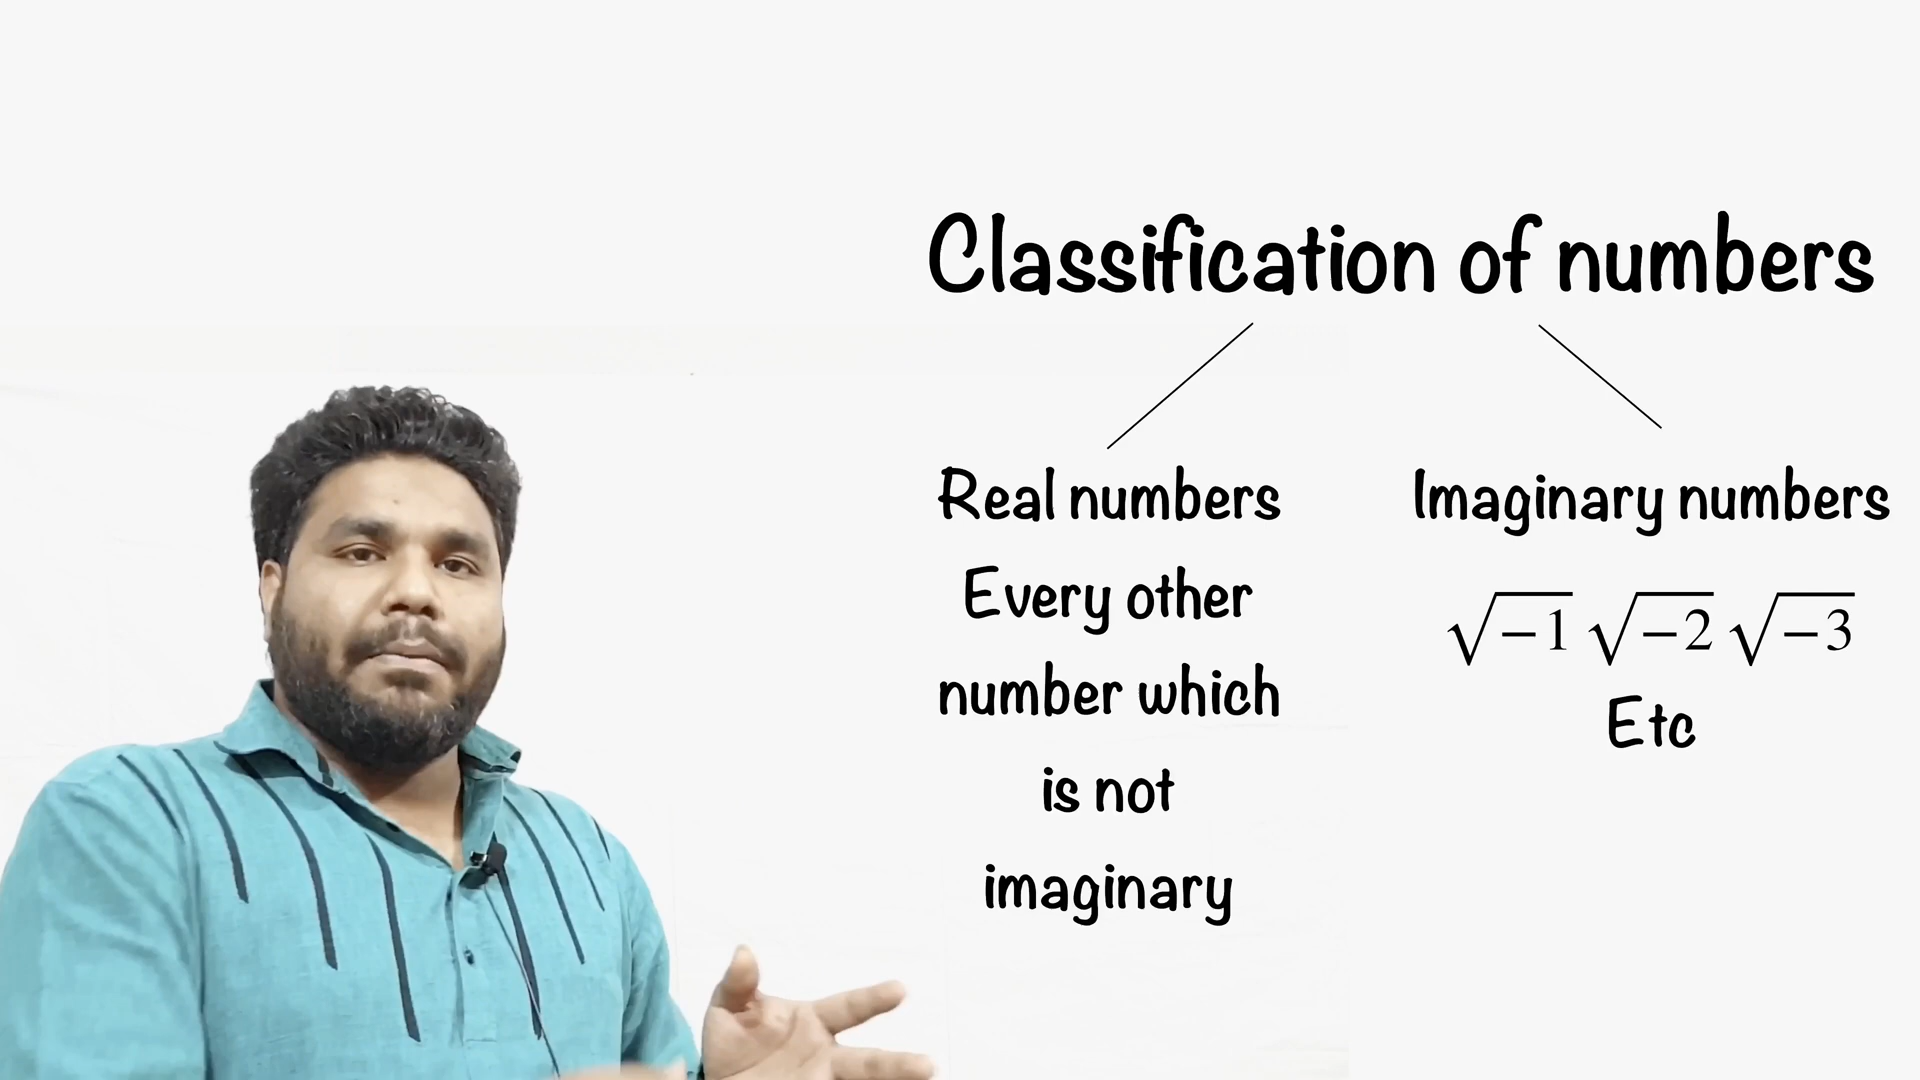 Classification of numbers
Real numbers
Every other
number which
is not
imaginary
Imaginary numbers
√−1 √−2 √−3
Etc